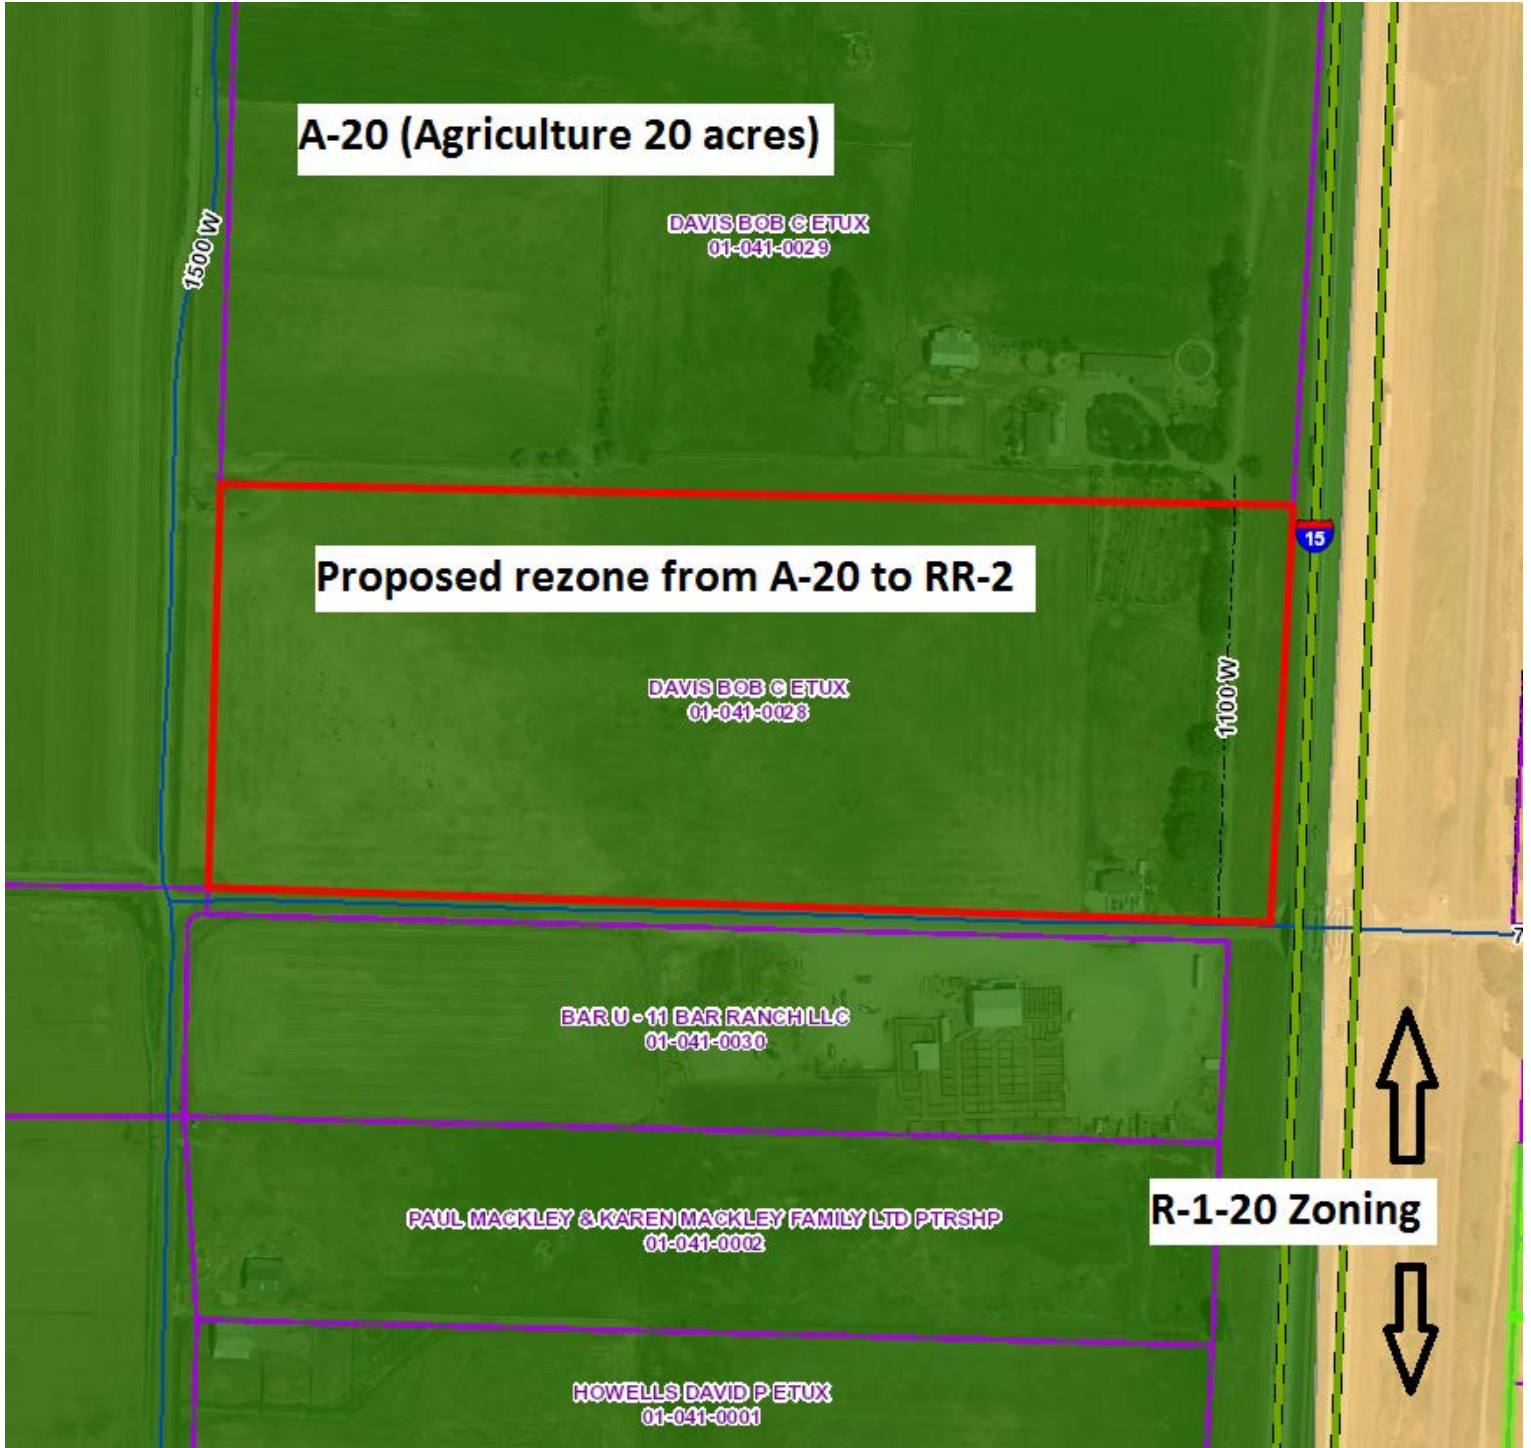 A-20 (Agriculture 20 acres)
DAVIS BOB C ETUX
01-041-0029
1500 W
15
Proposed rezone from A-20 to RR-2
DAVIS BOB C ETUX
01-041-0028
1100 W
7
BAR U - 11 BAR RANCH LLC
01-041-0030
R-1-20 Zoning
PAUL MACKLEY & KAREN MACKLEY FAMILY LTD PTRSHP
01-041-0002
HOWELLS DAVID P ETUX
01-041-0001